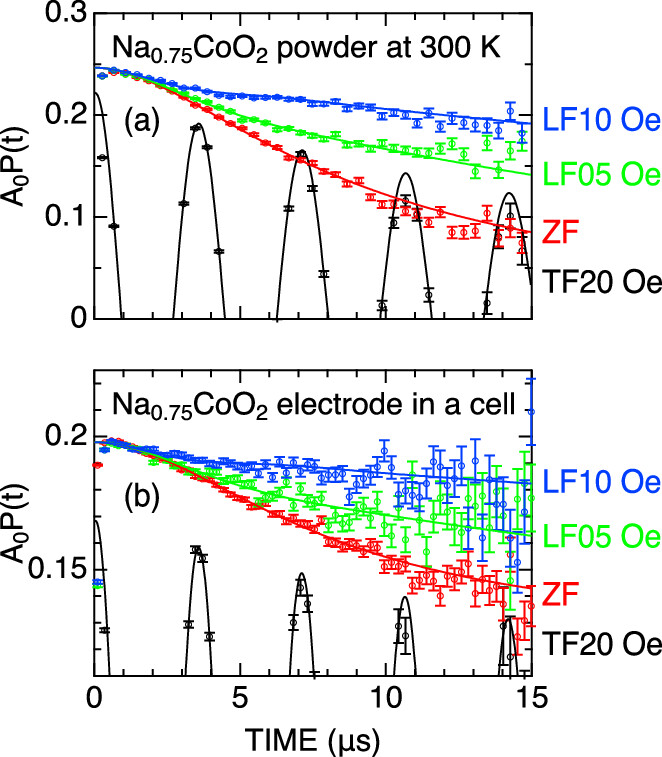 Na0.75CoO2 powder at 300 K
(a)
A0P(t)
0.3
0.2
0.1
0
LF10 Oe
LF05 Oe
ZF
TF20 Oe
Na0.75CoO2 electrode in a cell
(b)
A0P(t)
0.2
0.15
LF10 Oe
LF05 Oe
ZF
TF20 Oe
0 5 10 15
TIME (μs)